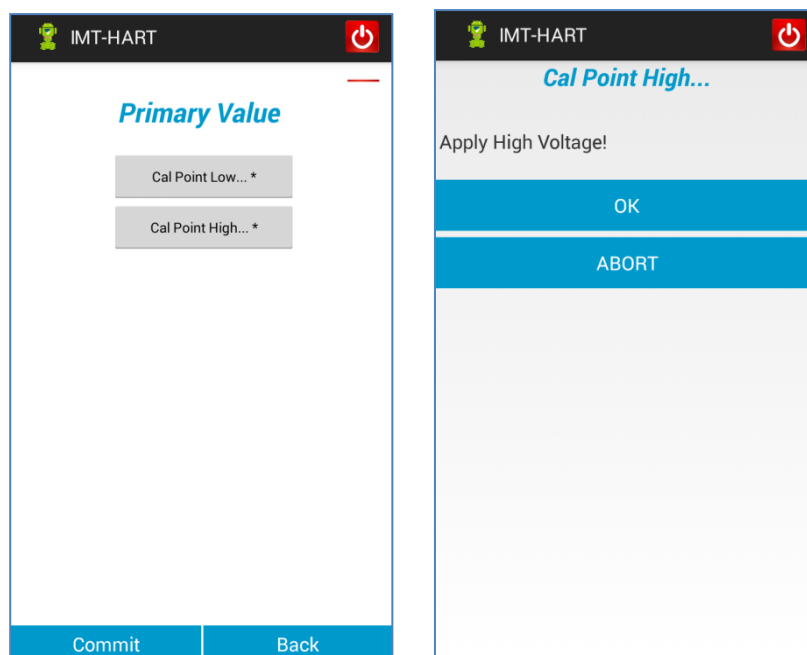 IMT-HART
Primary Value
Cal Point Low... *
Cal Point High... *
Commit
Back
IMT-HART
Cal Point High...
Apply High Voltage!
OK
ABORT